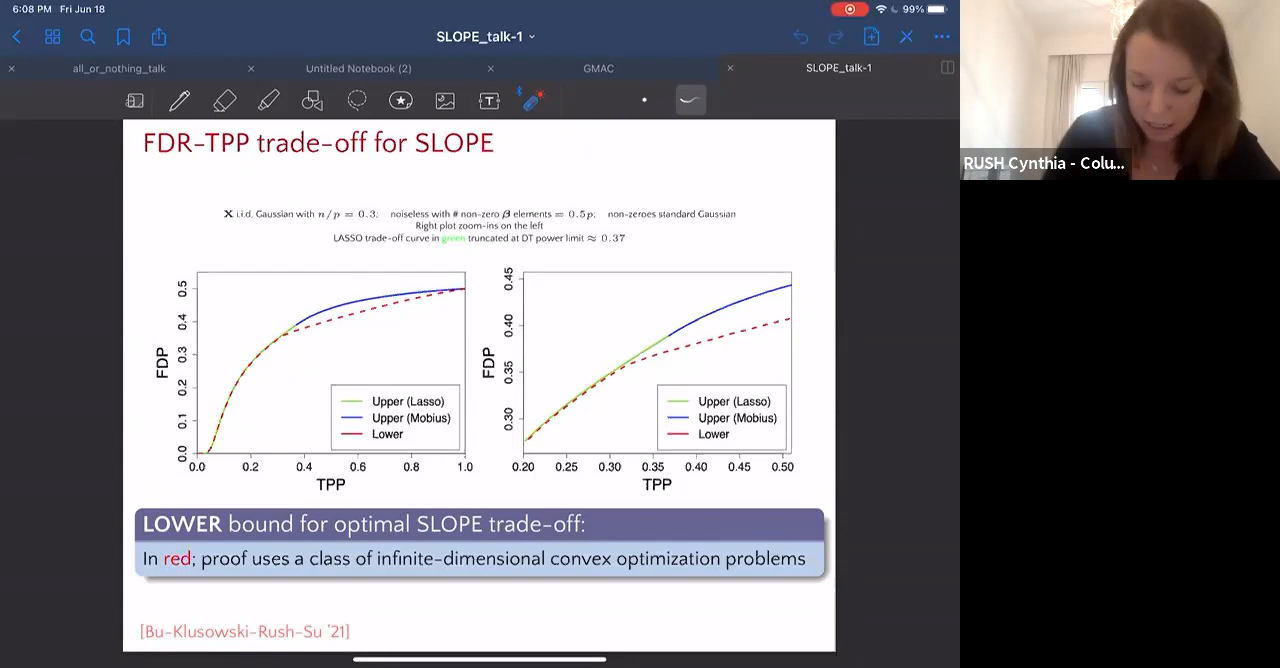 6:08 PM Fri Jun 18
99%
SLOPE_talk-1
all_or_nothing_talk
Untitled Notebook (2)
GMAC
SLOPE_talk-1
RUSH Cynthia - Colu...
FDR-TPP trade-off for SLOPE
X i.i.d. Gaussian with n/p = 0.3; noiseless with # non-zero β elements = 0.5p; non-zeroes standard Gaussian
Right plot zoom-ins on the left
LASSO trade-off curve in green truncated at DT power limit ≈ 0.37
FDP
0.5
0.4
0.3
0.2
0.1
0.0
0.0 0.2 0.4 0.6 0.8 1.0
TPP
Upper (Lasso)
Upper (Mobius)
Lower
FDP
0.45
0.40
0.35
0.30
0.20 0.25 0.30 0.35 0.40 0.45 0.50
TPP
Upper (Lasso)
Upper (Mobius)
Lower
LOWER bound for optimal SLOPE trade-off:
In red; proof uses a class of infinite-dimensional convex optimization problems
[Bu-Klusowski-Rush-Su '21]